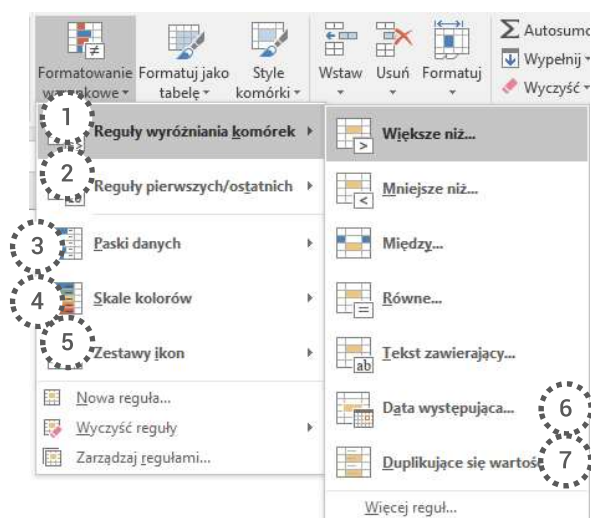 Formatowanie warunkowe
Formatuj jako tabelę
Style komórki
Wstaw
Usuń
Formatuj
Autosumo
Wypełnij
Wyczyść
1
Reguły wyróżniania komórek
2
Reguły pierwszych/ostatnich
3
Paski danych
4
Skale kolorów
5
Zestawy ikon
Nowa reguła...
Wyczyść reguły
Zarządzaj regułami...
Większe niż...
Mniejsze niż...
Między...
Równe...
ab
Tekst zawierający...
Data występująca...
6
Duplikujące się wartoś
7
Więcej reguł...